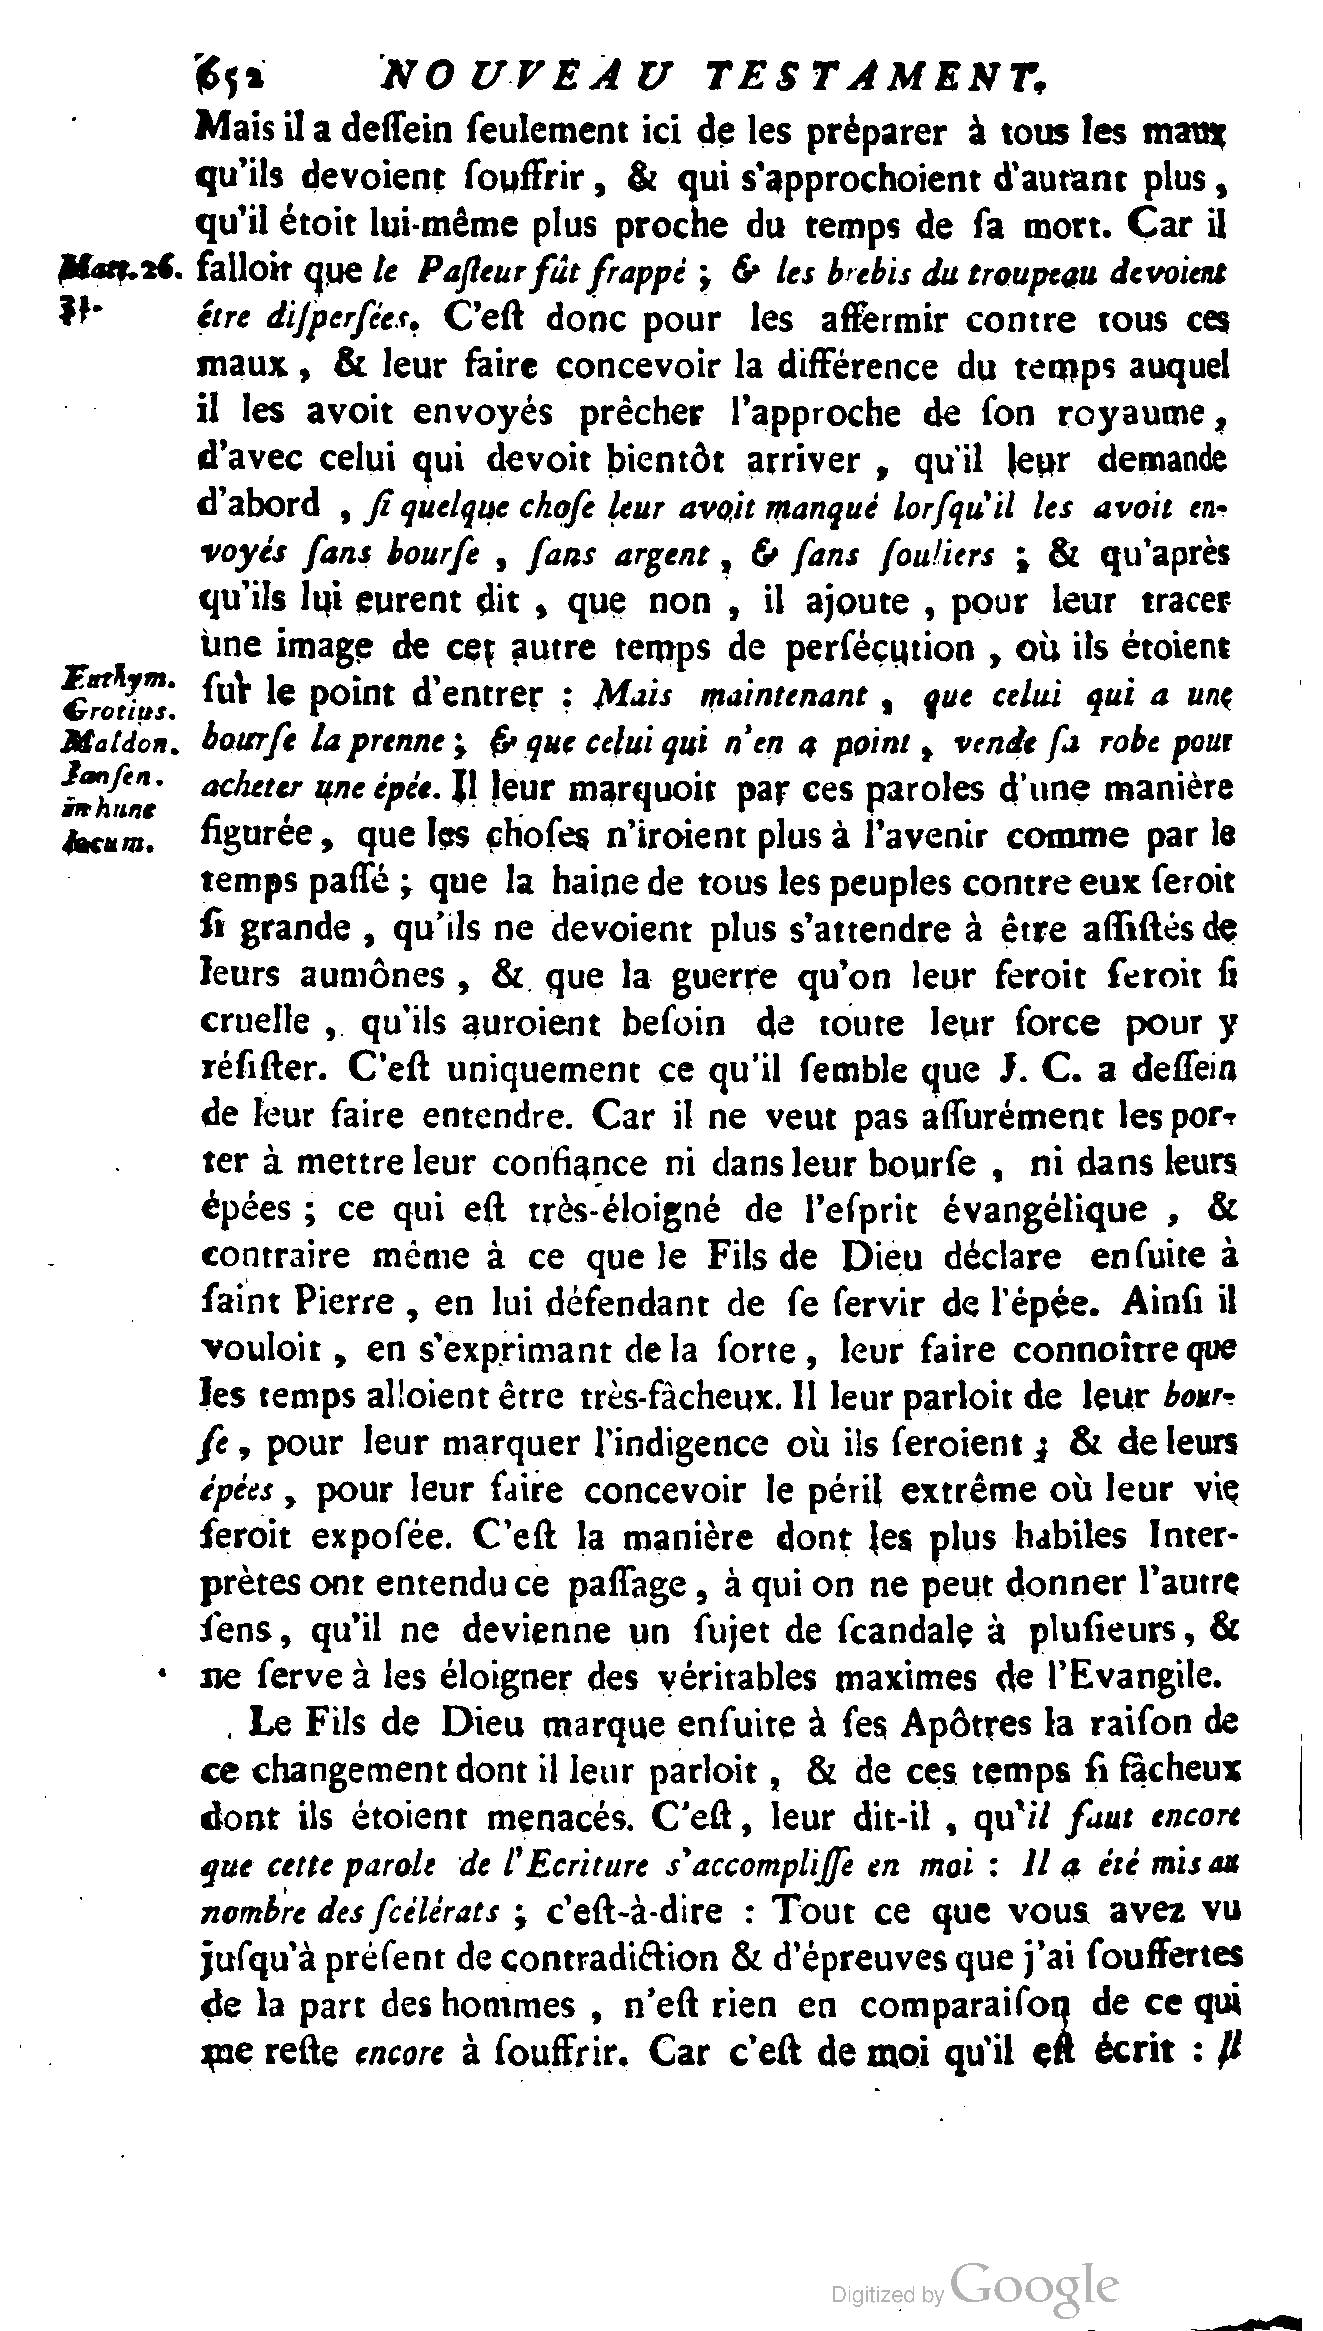 652 NOUVEAU TESTAMENT.
Mais il a deſſein ſeulement ici de les préparer à tous les maux
qu'ils devoient ſouffrir, & qui s'approchoient d'autant plus,
qu'il étoit lui-même plus proche du temps de ſa mort. Car il
Matt. 26. falloit que le Paſteur fût frappé ; & les brebis du troupeau devoient
31. être diſperſées. C'eſt donc pour les affermir contre tous ces
maux, & leur faire concevoir la différence du temps auquel
il les avoit envoyés prêcher l'approche de ſon royaume,
d'avec celui qui devoit bientôt arriver, qu'il leur demande
d'abord, ſi quelque choſe leur avoit manqué lorſqu'il les avoit en-
voyés ſans bourſe, ſans argent, & ſans ſouliers ; & qu'après
qu'ils lui eurent dit, que non, il ajoute, pour leur tracer
une image de cet autre temps de perſécution, où ils étoient
Euthym. ſur le point d'entrer : Mais maintenant, que celui qui a une
Grotius.
Maldon. bourſe la prenne ; & que celui qui n'en a point, vende ſa robe pour
Janſen. acheter une épée. Il leur marquoit par ces paroles d'une manière
in hunc
locum. figurée, que les choſes n'iroient plus à l'avenir comme par le
temps paſſé ; que la haine de tous les peuples contre eux ſeroit
ſi grande, qu'ils ne devoient plus s'attendre à être aſſiſtés de
leurs aumônes, & que la guerre qu'on leur feroit ſeroit ſi
cruelle, qu'ils auroient beſoin de toute leur force pour y
réſiſter. C'eſt uniquement ce qu'il ſemble que J. C. a deſſein
de leur faire entendre. Car il ne veut pas aſſurément les por-
ter à mettre leur confiance ni dans leur bourſe, ni dans leurs
épées ; ce qui eſt très-éloigné de l'eſprit évangélique, &
contraire même à ce que le Fils de Dieu déclare enſuite à
ſaint Pierre, en lui défendant de ſe ſervir de l'épée. Ainſi il
vouloit, en s'exprimant de la ſorte, leur faire connoître que
les temps alloient être très-fâcheux. Il leur parloit de leur bour-
ſe, pour leur marquer l'indigence où ils ſeroient ; & de leurs
épées, pour leur faire concevoir le péril extrême où leur vie
ſeroit expoſée. C'eſt la manière dont les plus habiles Inter-
prètes ont entendu ce paſſage, à qui on ne peut donner l'autre
ſens, qu'il ne devienne un ſujet de ſcandale à pluſieurs, &
ne ſerve à les éloigner des véritables maximes de l'Evangile.
Le Fils de Dieu marque enſuite à ſes Apôtres la raiſon de
ce changement dont il leur parloit, & de ces temps ſi fâcheux
dont ils étoient menacés. C'eſt, leur dit-il, qu'il faut encore
que cette parole de l'Ecriture s'accompliſſe en moi : Il a été mis au
nombre des ſcélérats ; c'eſt-à-dire : Tout ce que vous avez vu
juſqu'à préſent de contradiction & d'épreuves que j'ai ſouffertes
de la part des hommes, n'eſt rien en comparaiſon de ce qui
me reſte encore à ſouffrir. Car c'eſt de moi qu'il eſt écrit : Il
Digitized by Google